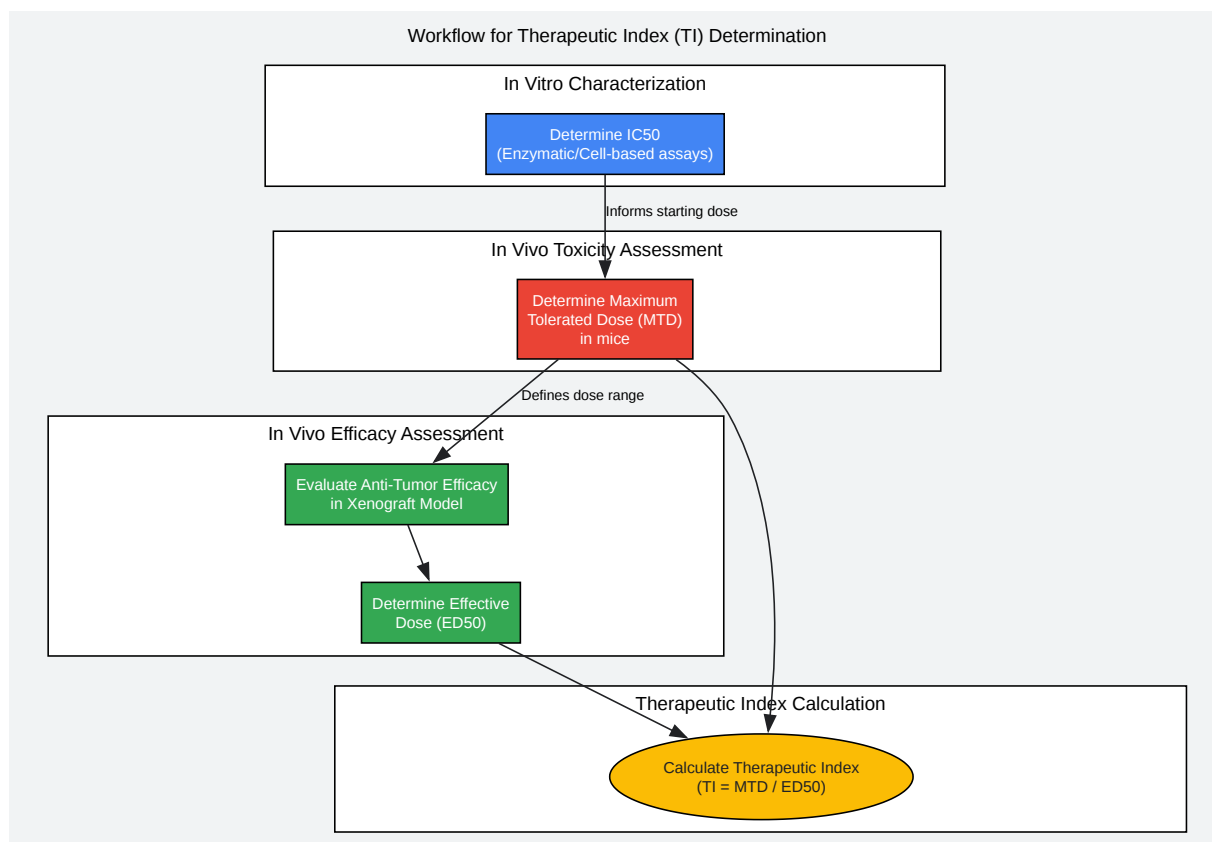 Workflow for Therapeutic Index (TI) Determination
In Vitro Characterization
Determine IC50
(Enzymatic/Cell-based assays)
Informs starting dose
In Vivo Toxicity Assessment
Determine Maximum
Tolerated Dose (MTD)
in mice
Defines dose range
In Vivo Efficacy Assessment
Evaluate Anti-Tumor Efficacy
in Xenograft Model
Determine Effective
Dose (ED50)
Therapeutic Index Calculation
Calculate Therapeutic Index
(TI = MTD / ED50)